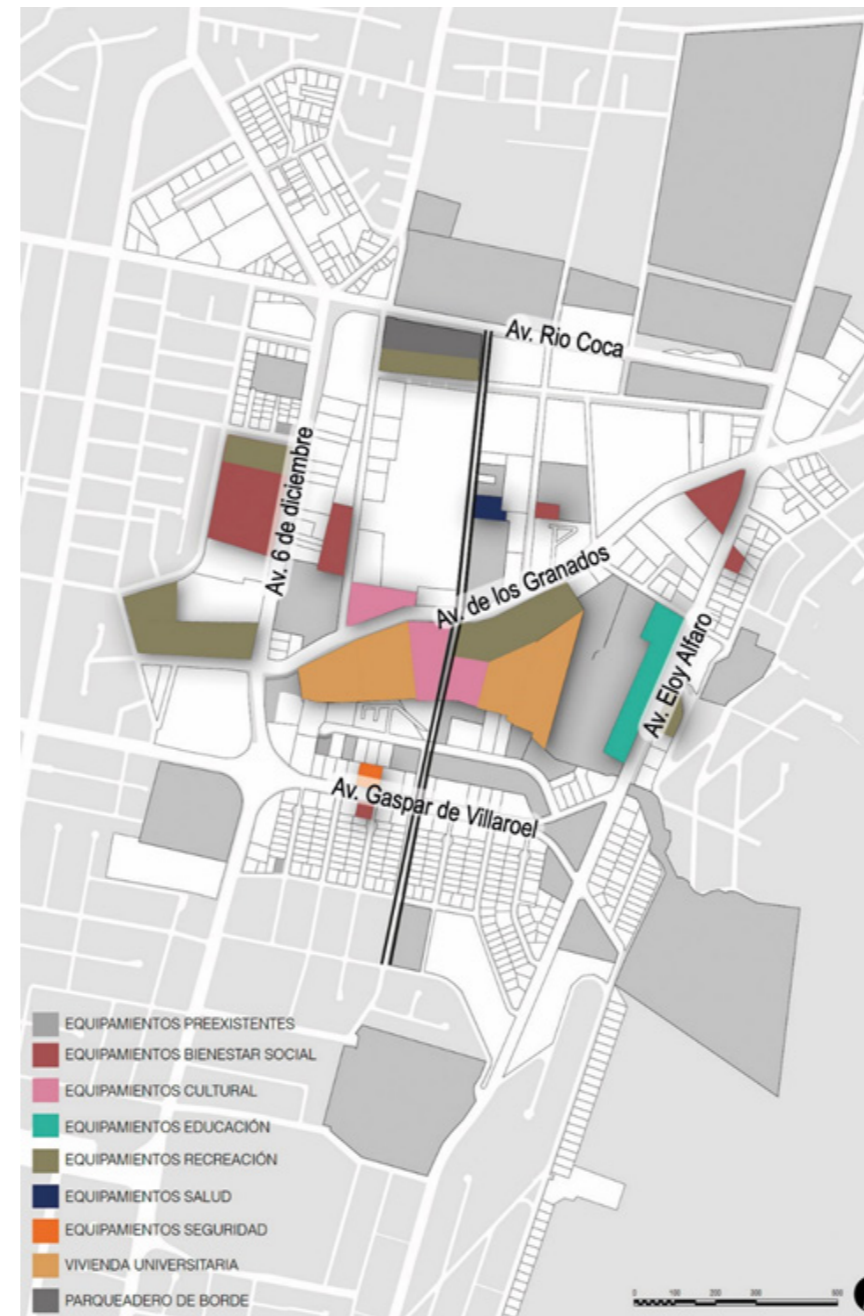 Av. Rio Coca
Av. 6 de diciembre
Av. de los Granados
Av. Eloy Alfaro
Av. Gaspar de Villaroel
EQUIPAMIENTOS PREEXISTENTES
EQUIPAMIENTOS BIENESTAR SOCIAL
EQUIPAMIENTOS CULTURAL
EQUIPAMIENTOS EDUCACIÓN
EQUIPAMIENTOS RECREACIÓN
EQUIPAMIENTOS SALUD
EQUIPAMIENTOS SEGURIDAD
VIVIENDA UNIVERSITARIA
PARQUEADERO DE BORDE